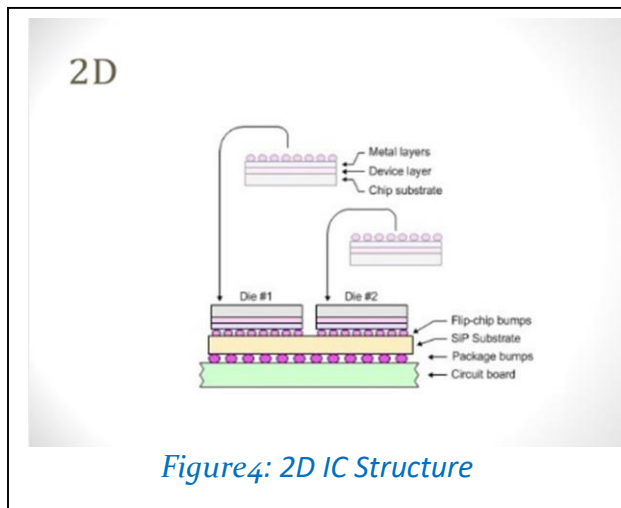 2D
Metal layers
Device layer
Chip substrate
Die #1
Die #2
Flip-chip bumps
SiP Substrate
Package bumps
Circuit board
Figure4: 2D IC Structure